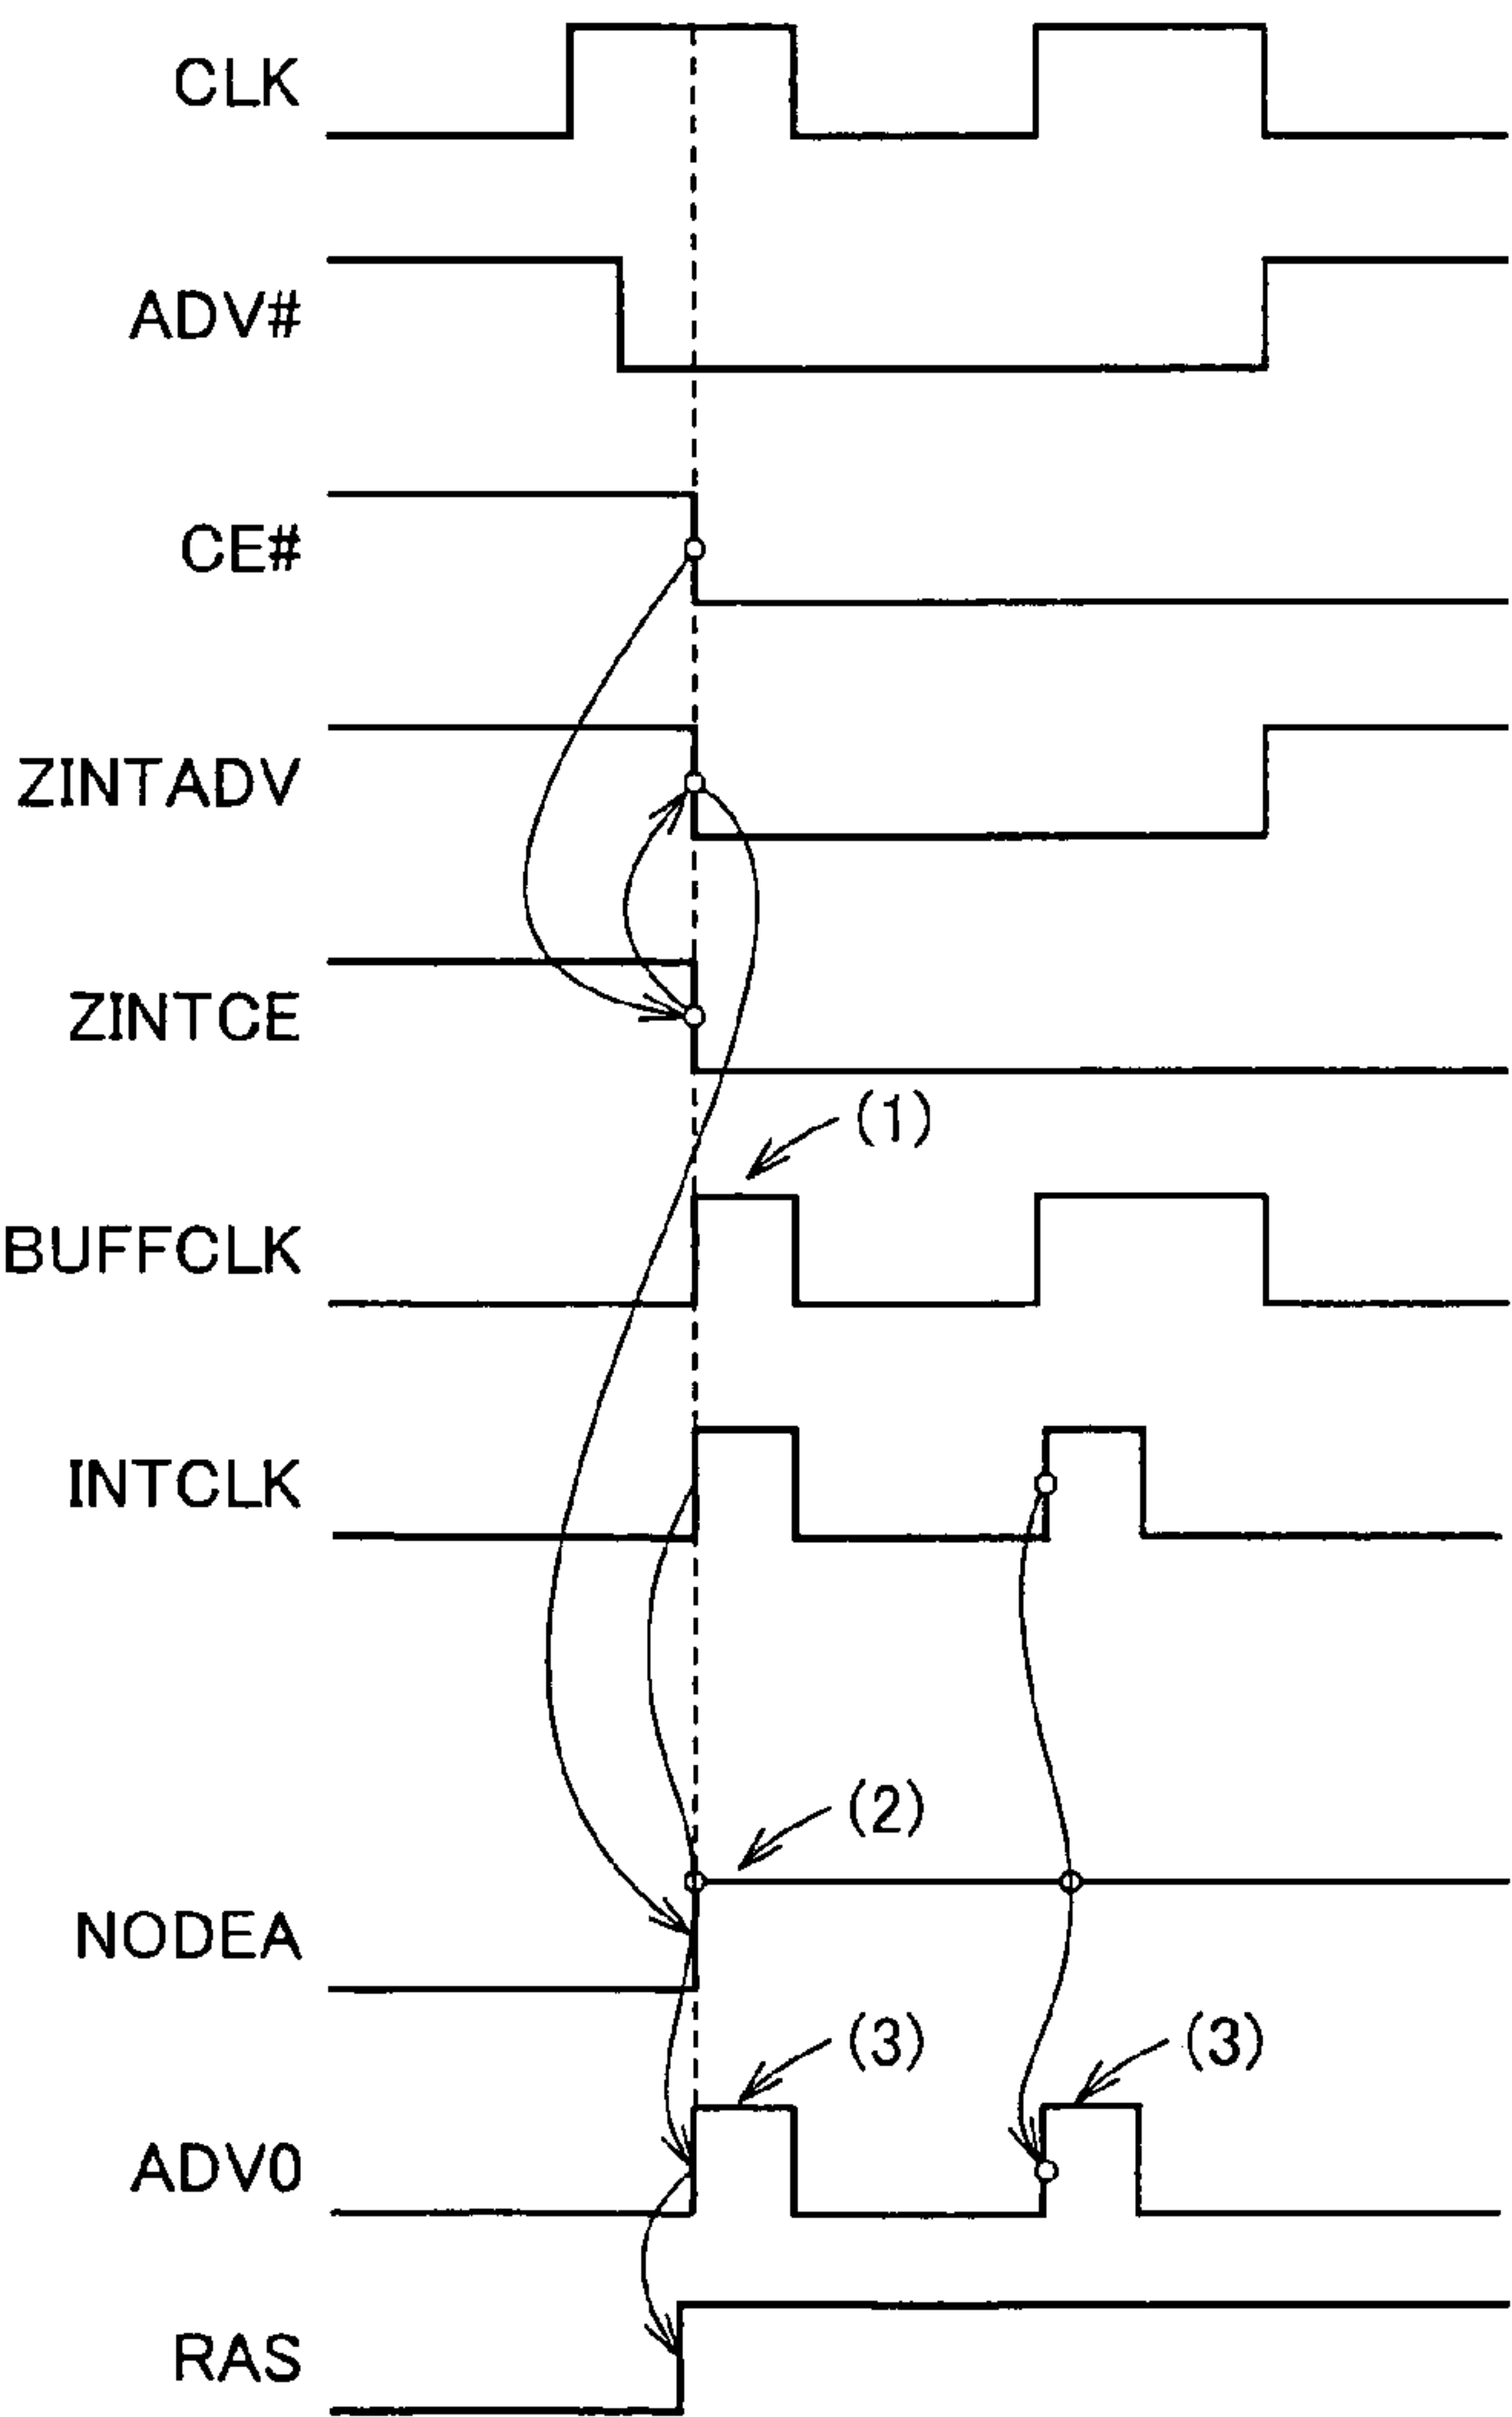 CLK
ADV#
CE#
ZINTADV
ZINTCE
(1)
BUFFCLK
INTCLK
(2)
NODEA
(3) (3)
ADV0
RAS